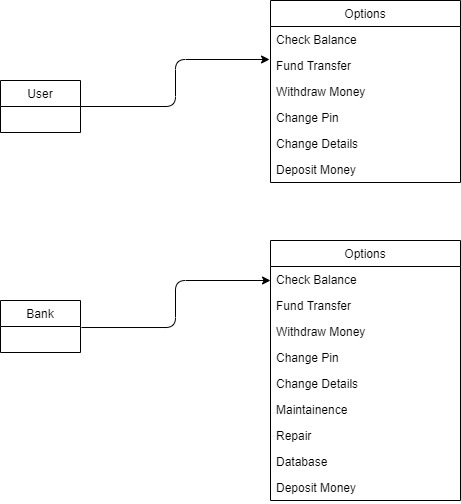 Options
Check Balance
Fund Transfer
Withdraw Money
Change Pin
Change Details
Deposit Money
User
Options
Check Balance
Fund Transfer
Withdraw Money
Change Pin
Change Details
Maintainence
Repair
Database
Deposit Money
Bank